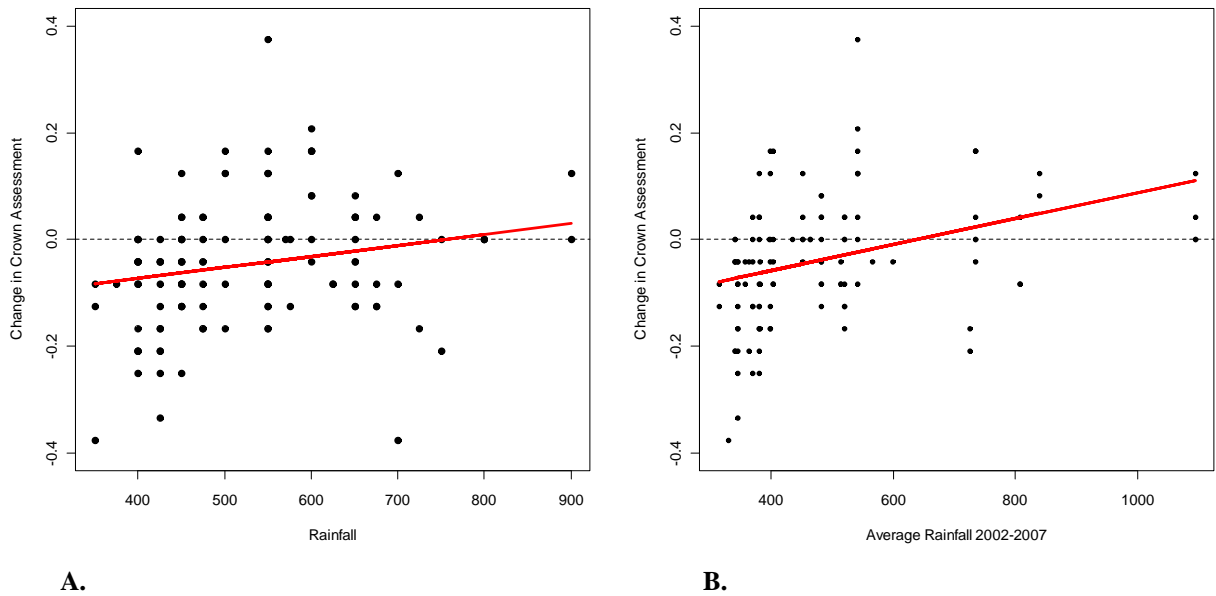 0.4
0.2
0.0
-0.2
-0.4
Change in Crown Assessment
400 500 600 700 800 900
Rainfall
A.
0.4
0.2
0.0
-0.2
-0.4
Change in Crown Assessment
400 600 800 1000
Average Rainfall 2002-2007
B.